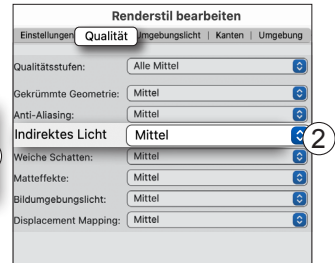 Renderstil bearbeiten
Einstellungen Qualität Umgebungslicht | Kanten | Umgebung
Qualitätsstufen: Alle Mittel
Gekrümmte Geometrie: Mittel
Anti-Aliasing: Mittel
Indirektes Licht Mittel
2
Weiche Schatten: Mittel
Matteffekte: Mittel
Bildumgebungslicht: Mittel
Displacement Mapping: Mittel